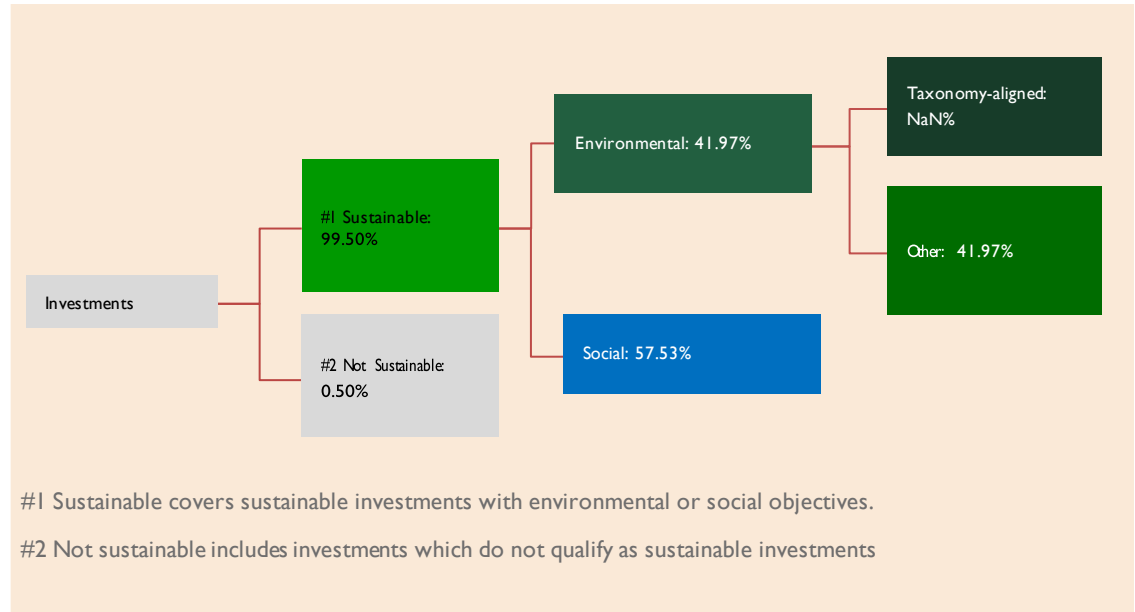 Investments
#1 Sustainable:
99.50%
#2 Not Sustainable:
0.50%
Environmental: 41.97%
Social: 57.53%
Taxonomy-aligned:
NaN%
Other: 41.97%
#1 Sustainable covers sustainable investments with environmental or social objectives.
#2 Not sustainable includes investments which do not qualify as sustainable investments